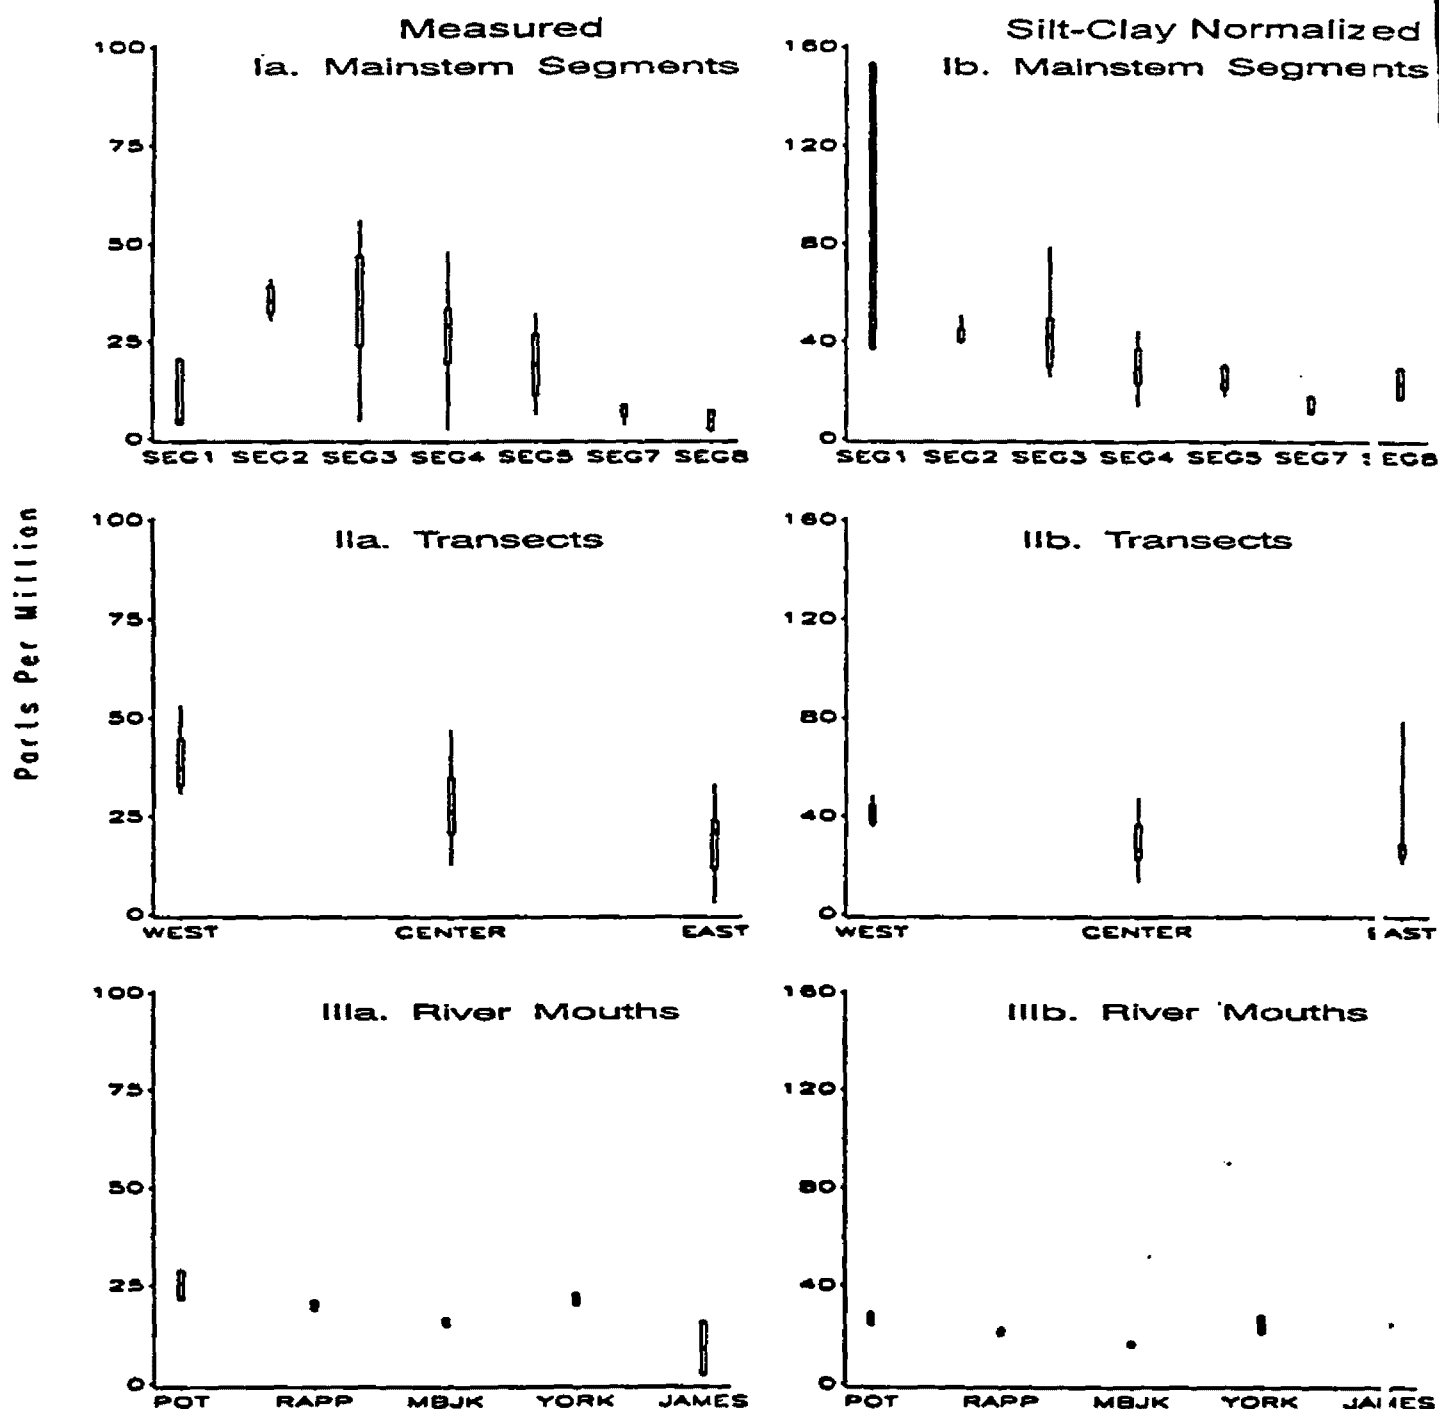 Measured
Silt-Clay Normalized
Parts Per Million
Ia. Mainstem Segments
100
75
50
25
0
SEG1 SEG2 SEG3 SEG4 SEG5 SEG7 SEG8
Ib. Mainstem Segments
160
120
80
40
0
SEG1 SEG2 SEG3 SEG4 SEG5 SEG7 SEG8
IIa. Transects
100
75
50
25
0
WEST CENTER EAST
IIb. Transects
160
120
80
40
0
WEST CENTER EAST
IIIa. River Mouths
100
75
50
25
0
POT RAPP MBJK YORK JAMES
IIIb. River Mouths
160
120
80
40
0
POT RAPP MBJK YORK JAMES